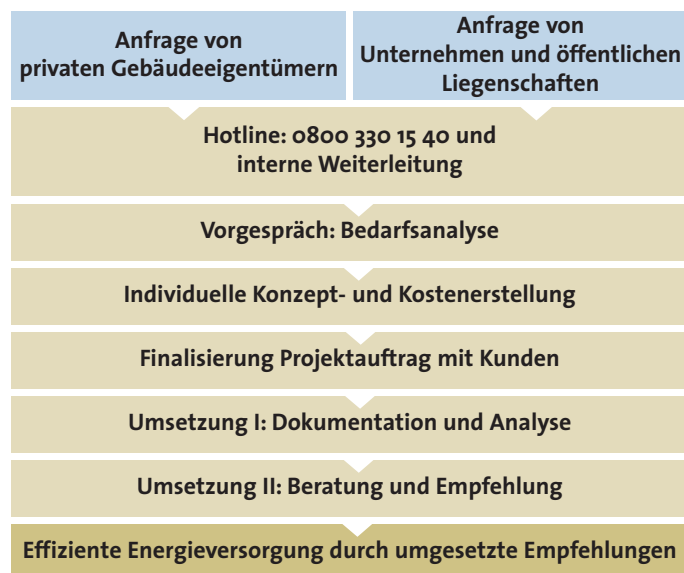 Anfrage von
privaten Gebäudeeigentümern
Anfrage von
Unternehmen und öffentlichen
Liegenschaften
Hotline: 0800 330 15 40 und
interne Weiterleitung
Vorgespräch: Bedarfsanalyse
Individuelle Konzept- und Kostenerstellung
Finalisierung Projektauftrag mit Kunden
Umsetzung I: Dokumentation und Analyse
Umsetzung II: Beratung und Empfehlung
Effiziente Energieversorgung durch umgesetzte Empfehlungen